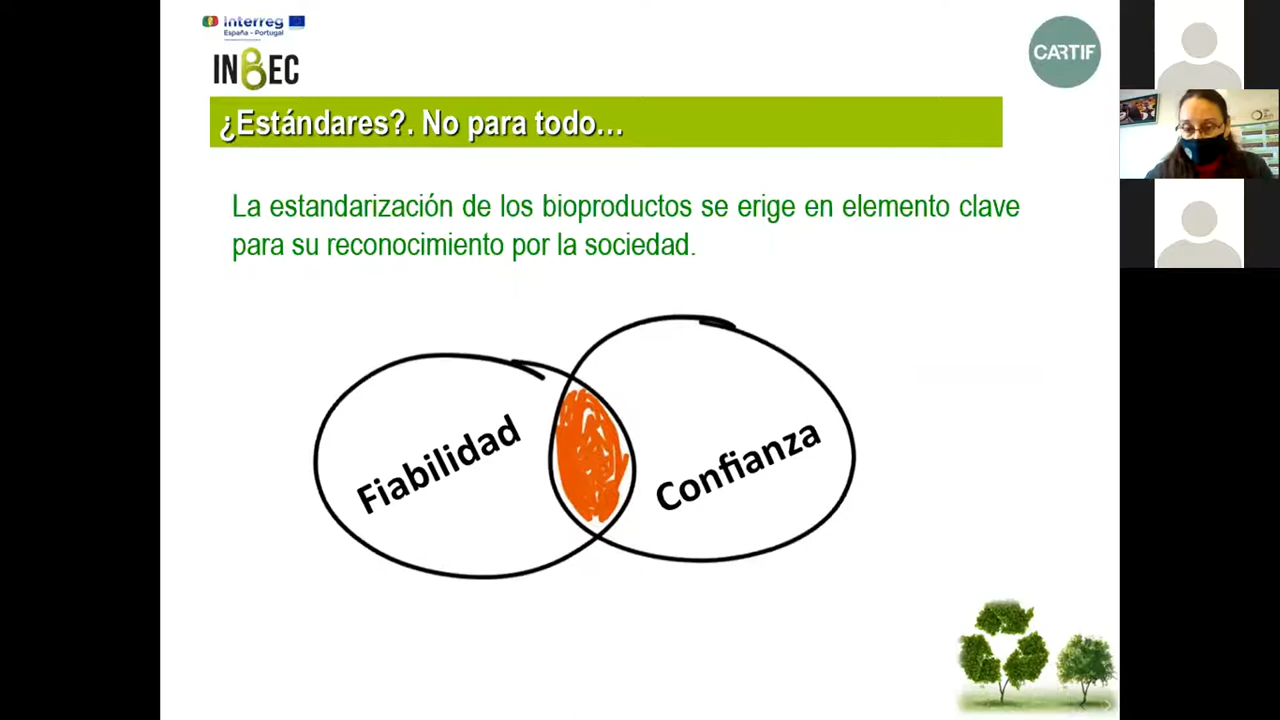 Interreg
España - Portugal
INBEC
CARTIF
¿Estándares?. No para todo...
La estandarización de los bioproductos se erige en elemento clave
para su reconocimiento por la sociedad.
Fiabilidad
Confianza